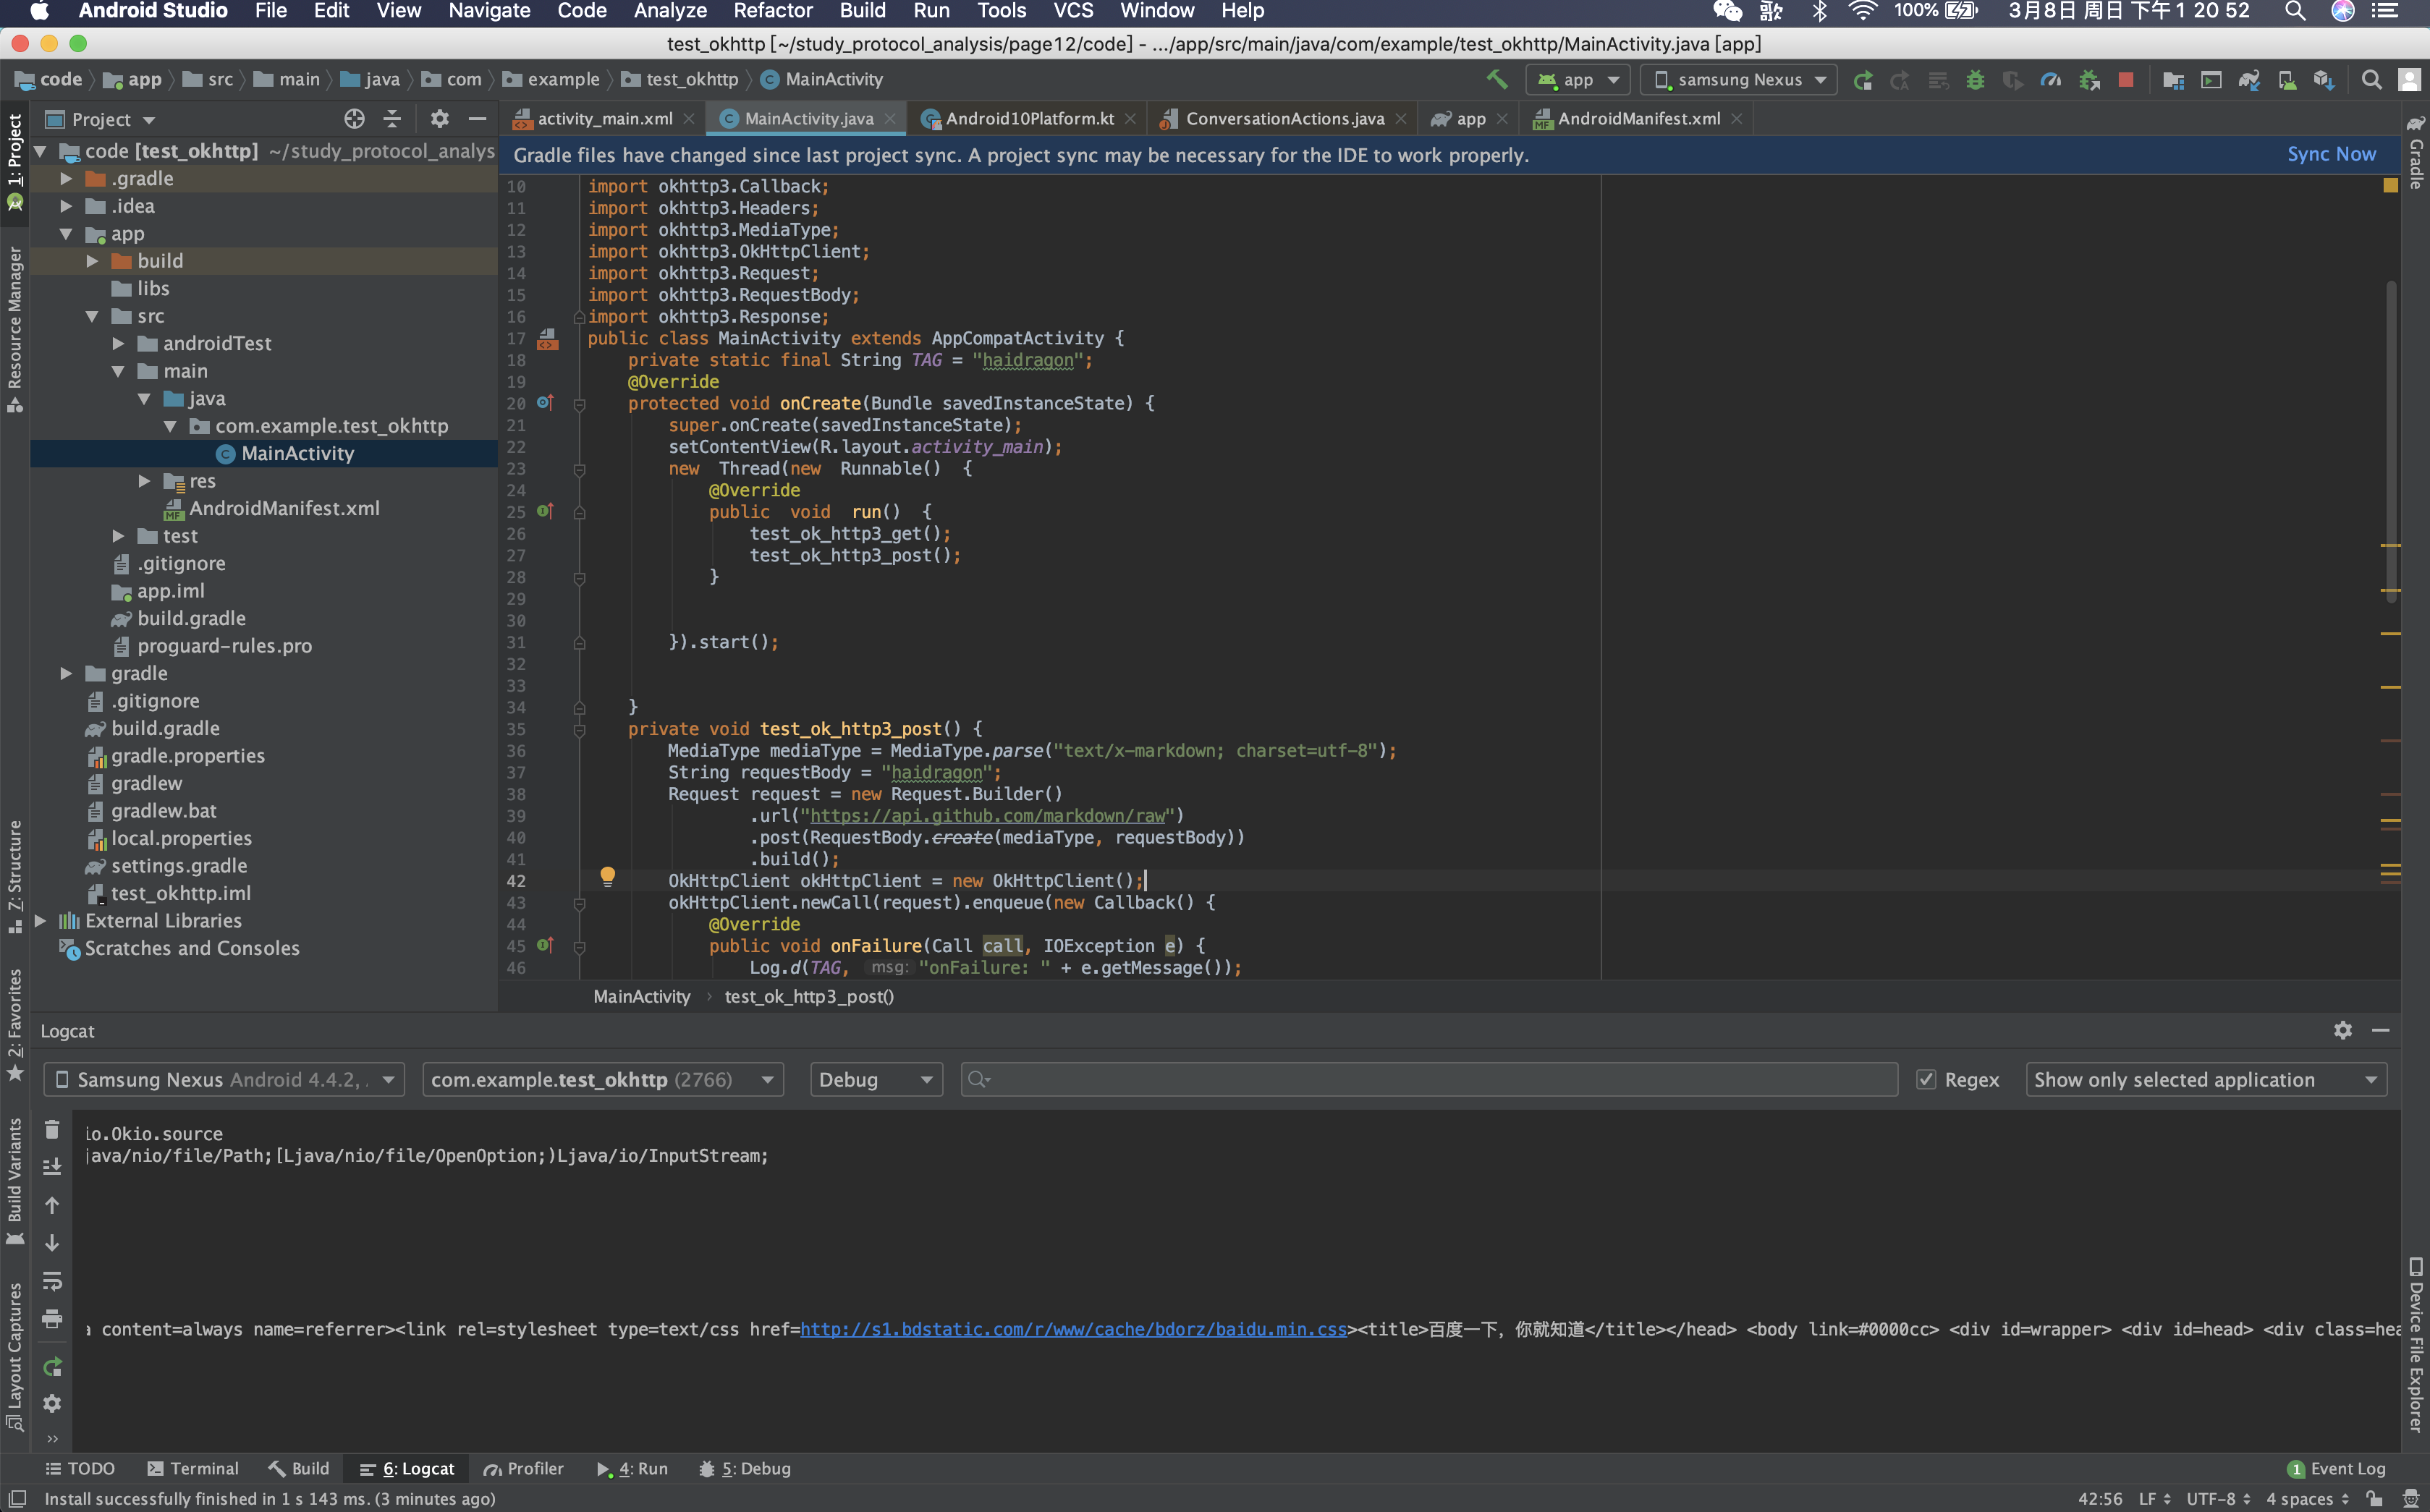 Android Studio File Edit View Navigate Code Analyze Refactor Build Run Tools VCS Window Help 100% 3月8日 周日 下午1 20 52
test_okhttp [~/study_protocol_analysis/page12/code] - .../app/src/main/java/com/example/test_okhttp/MainActivity.java [app]
code app src main java com example test_okhttp MainActivity app samsung Nexus
Project activity_main.xml MainActivity.java Android10Platform.kt ConversationActions.java app AndroidManifest.xml
Gradle files have changed since last project sync. A project sync may be necessary for the IDE to work properly. Sync Now
1: Project
Resource Manager
Z: Structure
2: Favorites
Build Variants
Layout Captures
code [test_okhttp] ~/study_protocol_analys
.gradle
.idea
app
build
libs
src
androidTest
main
java
com.example.test_okhttp
MainActivity
res
AndroidManifest.xml
test
.gitignore
app.iml
build.gradle
proguard-rules.pro
gradle
.gitignore
build.gradle
gradle.properties
gradlew
gradlew.bat
local.properties
settings.gradle
test_okhttp.iml
External Libraries
Scratches and Consoles
10 import okhttp3.Callback;
11 import okhttp3.Headers;
12 import okhttp3.MediaType;
13 import okhttp3.OkHttpClient;
14 import okhttp3.Request;
15 import okhttp3.RequestBody;
16 import okhttp3.Response;
17 public class MainActivity extends AppCompatActivity {
18 private static final String TAG = "haidragon";
19 @Override
20 protected void onCreate(Bundle savedInstanceState) {
21 super.onCreate(savedInstanceState);
22 setContentView(R.layout.activity_main);
23 new Thread(new Runnable() {
24 @Override
25 public void run() {
26 test_ok_http3_get();
27 test_ok_http3_post();
28 }
29
30
31 }).start();
32
33
34 }
35 private void test_ok_http3_post() {
36 MediaType mediaType = MediaType.parse("text/x-markdown; charset=utf-8");
37 String requestBody = "haidragon";
38 Request request = new Request.Builder()
39 .url("https://api.github.com/markdown/raw")
40 .post(RequestBody.create(mediaType, requestBody))
41 .build();
42 OkHttpClient okHttpClient = new OkHttpClient();
43 okHttpClient.newCall(request).enqueue(new Callback() {
44 @Override
45 public void onFailure(Call call, IOException e) {
46 Log.d(TAG, msg: "onFailure: " + e.getMessage());
MainActivity test_ok_http3_post()
Gradle
Device File Explorer
Logcat
Samsung Nexus Android 4.4.2, . com.example.test_okhttp (2766) Debug Regex Show only selected application
io.Okio.source
java/nio/file/Path;[Ljava/nio/file/OpenOption;)Ljava/io/InputStream;
a content=always name=referrer><link rel=stylesheet type=text/css href=http://s1.bdstatic.com/r/www/cache/bdorz/baidu.min.css><title>百度一下，你就知道</title></head> <body link=#0000cc> <div id=wrapper> <div id=head> <div class=hea
TODO Terminal Build 6: Logcat Profiler 4: Run 5: Debug 1 Event Log
Install successfully finished in 1 s 143 ms. (3 minutes ago) 42:56 LF UTF-8 4 spaces